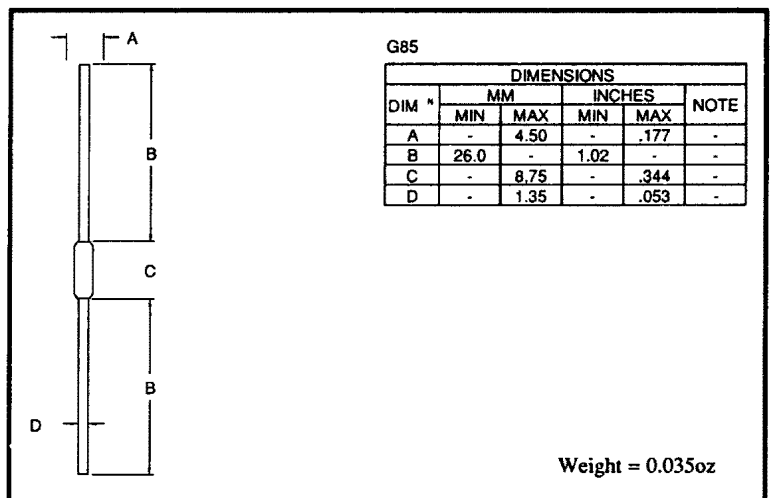 A
B
C
B
D
G85
DIMENSIONS
DIM " MM INCHES NOTE
MIN MAX MIN MAX
A - 4.50 - .177 -
B 26.0 - 1.02 - -
C - 8.75 - .344 -
D - 1.35 - .053 -
Weight = 0.035oz